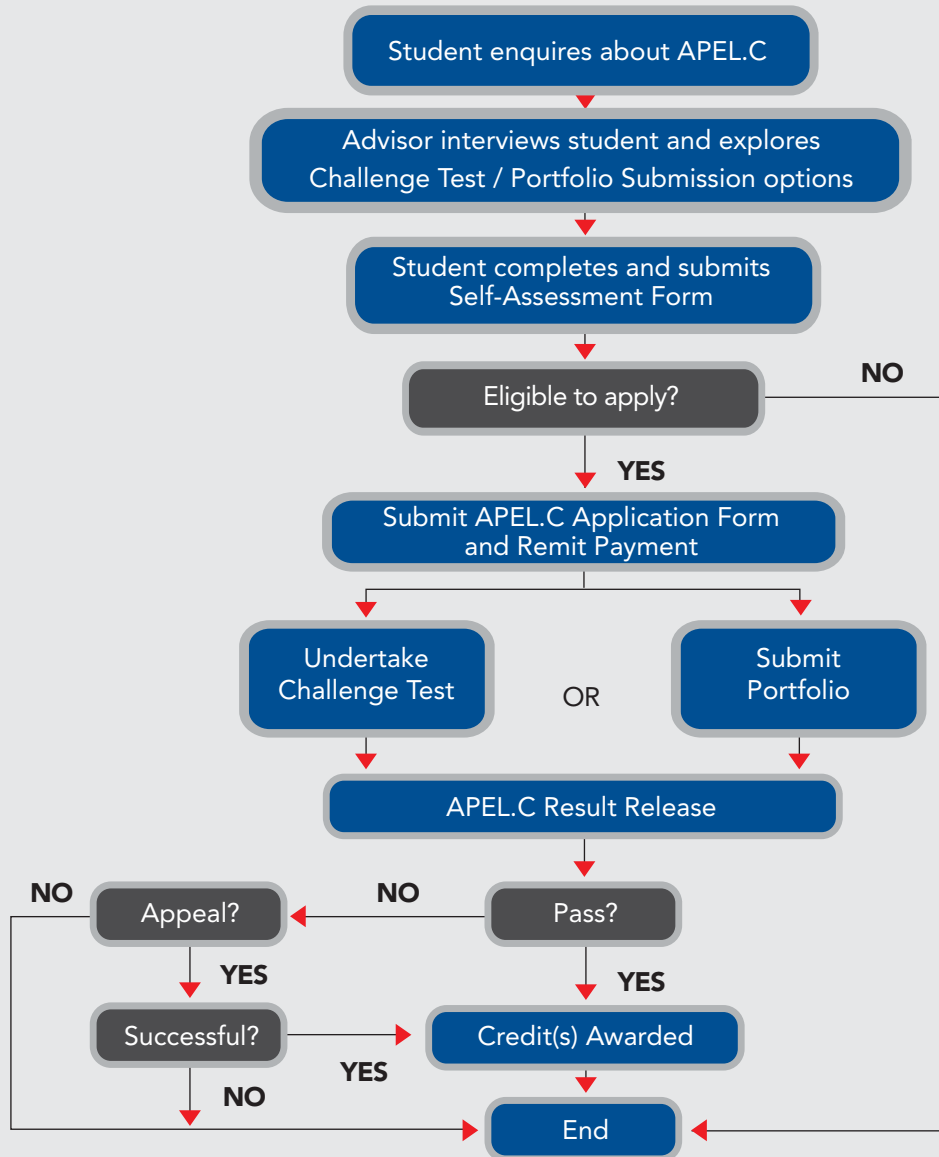 Student enquires about APEL.C
Advisor interviews student and explores
Challenge Test / Portfolio Submission options
Student completes and submits
Self-Assessment Form
Eligible to apply?
NO
YES
Submit APEL.C Application Form
and Remit Payment
Undertake
Challenge Test
OR
Submit
Portfolio
APEL.C Result Release
NO
Appeal?
NO
Pass?
YES
YES
Successful?
YES
Credit(s) Awarded
NO
End